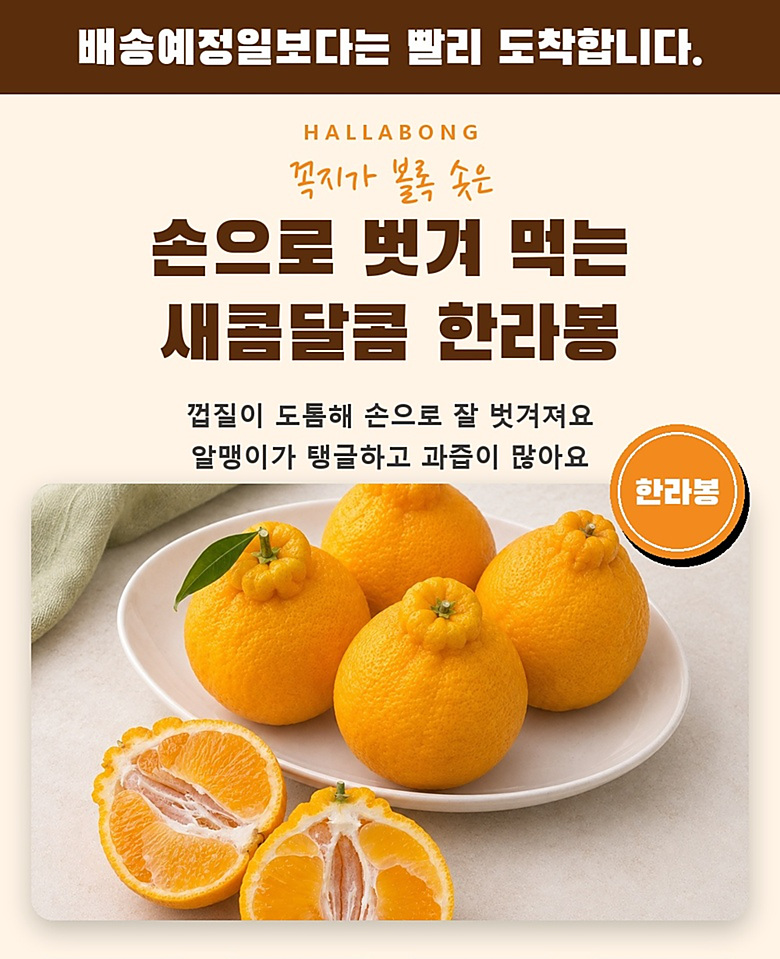 배송예정일보다는 빨리 도착합니다.
HALLABONG
꼭지가 볼록 솟은
손으로 벗겨 먹는
새콤달콤 한라봉
껍질이 도톰해 손으로 잘 벗겨져요
알맹이가 탱글하고 과즙이 많아요
한라봉